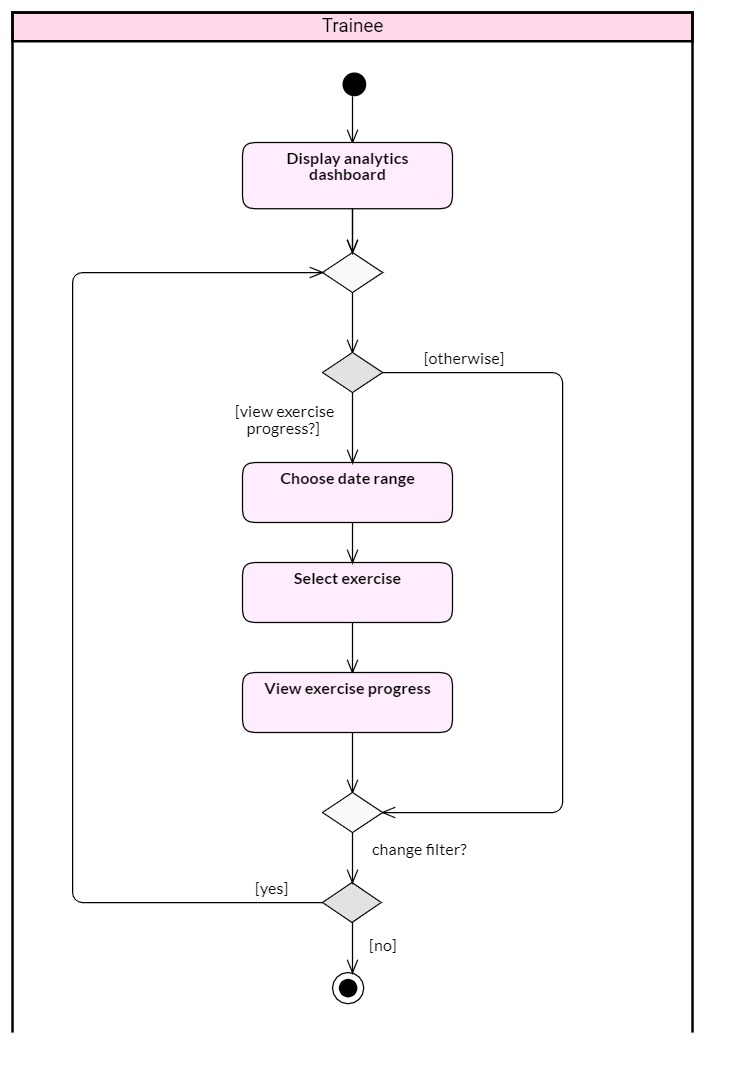 Trainee
Display analytics
dashboard
[otherwise]
[view exercise
progress?]
Choose date range
Select exercise
View exercise progress
change filter?
[yes]
[no]